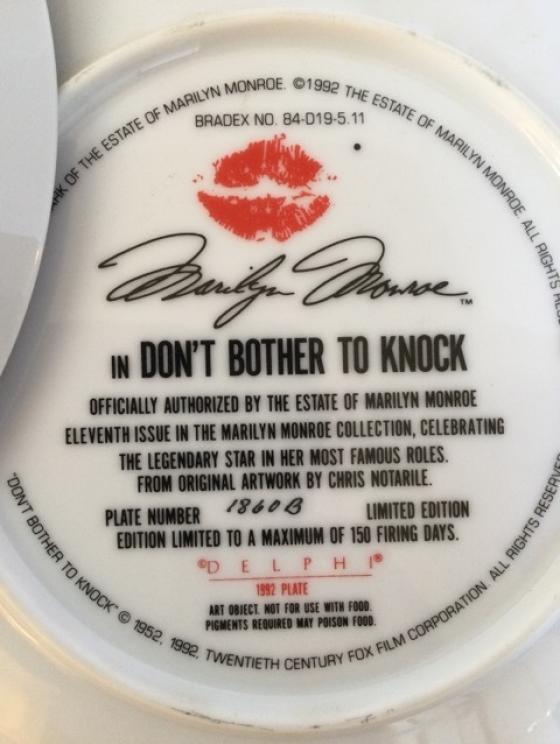 RK OF THE ESTATE OF MARILYN MONROE. ©1992 THE ESTATE OF MARILYN MONROE ALL RIGHTS
BRADEX NO. 84-D19-5.11
Marilyn Monroe™
IN DON'T BOTHER TO KNOCK
OFFICIALLY AUTHORIZED BY THE ESTATE OF MARILYN MONROE
ELEVENTH ISSUE IN THE MARILYN MONROE COLLECTION, CELEBRATING
THE LEGENDARY STAR IN HER MOST FAMOUS ROLES.
FROM ORIGINAL ARTWORK BY CHRIS NOTARILE.
PLATE NUMBER 1860B LIMITED EDITION
EDITION LIMITED TO A MAXIMUM OF 150 FIRING DAYS.
©DELPHI®
1992 PLATE
ART OBJECT. NOT FOR USE WITH FOOD.
PIGMENTS REQUIRED MAY POISON FOOD.
"DON'T BOTHER TO KNOCK" © 1952, 1992, TWENTIETH CENTURY FOX FILM CORPORATION. ALL RIGHTS RESERVED